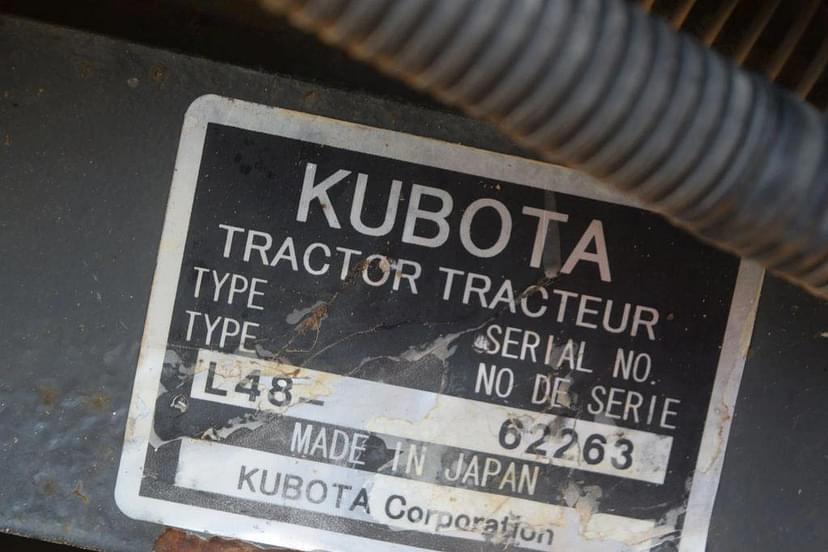 KUBOTA
TRACTOR TRACTEUR
TYPE
TYPE
SERIAL NO.
NO DE SERIE
L48
62263
MADE IN JAPAN
KUBOTA Corporation